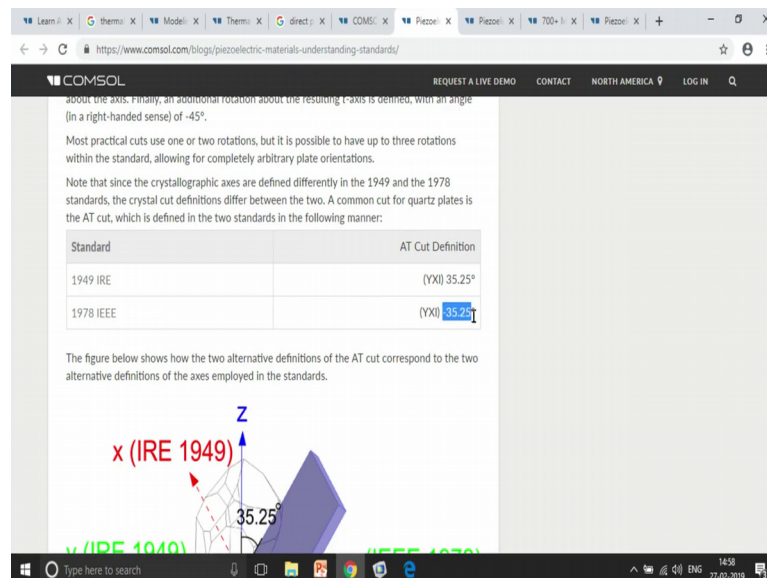 Learn A X
G therma X
Modeli X
Therma X
G direct p X
COMSO X
Piezoel X
Piezoel X
700+ M X
Piezoel X
https://www.comsol.com/blogs/piezoelectric-materials-understanding-standards/
COMSOL REQUEST A LIVE DEMO CONTACT NORTH AMERICA LOG IN
about the axis. Finally, an additional rotation about the resulting t-axis is defined, with an angle
(in a right-handed sense) of -45°.
Most practical cuts use one or two rotations, but it is possible to have up to three rotations
within the standard, allowing for completely arbitrary plate orientations.
Note that since the crystallographic axes are defined differently in the 1949 and the 1978
standards, the crystal cut definitions differ between the two. A common cut for quartz plates is
the AT cut, which is defined in the two standards in the following manner:
Standard AT Cut Definition
1949 IRE (YXl) 35.25°
1978 IEEE (YXl) -35.25°
The figure below shows how the two alternative definitions of the AT cut correspond to the two
alternative definitions of the axes employed in the standards.
Z
x (IRE 1949)
35.25°
y (IRE 1949) (IEEE 1978)
Type here to search ENG 14:58
27-02-2019